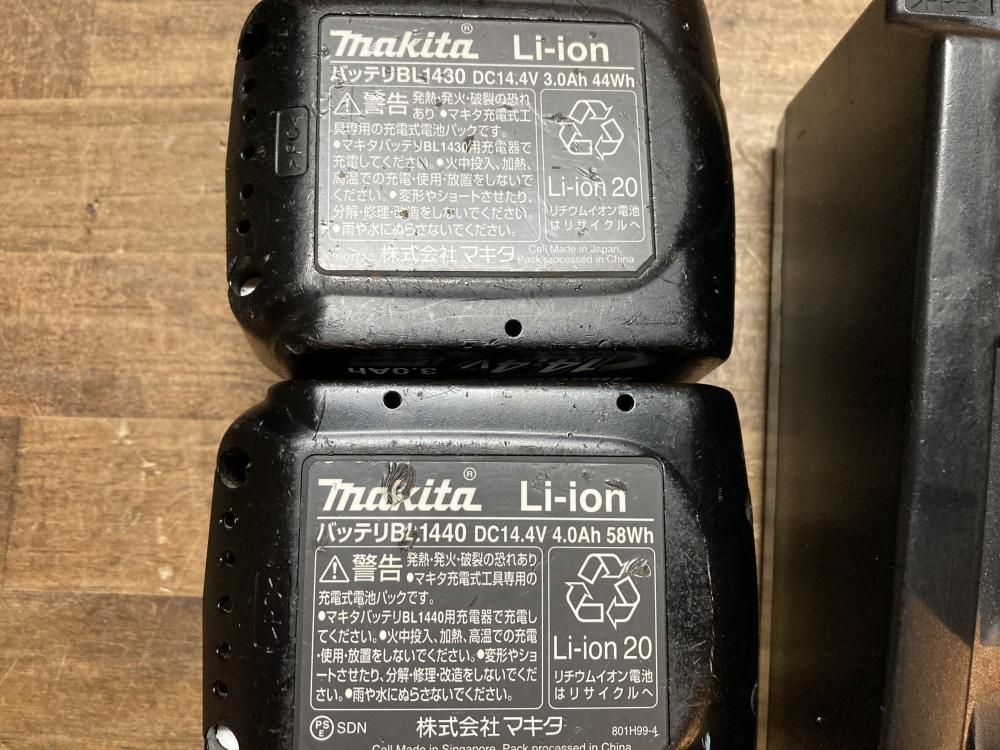 makita® Li-ion
バッテリBL1430 DC14.4V 3.0Ah 44Wh
警告 発熱・発火・破裂の恐れ
あり ●マキタ充電式工
具専用の充電式電池パックです。
●マキタバッテリBL1430用充電器で
充電してください。●火中投入、加熱、
高温での充電・使用・放置をしないで
ください。●変形やショートさせたり、
分解・修理・改造をしないでください。
●雨や水にぬらさないでください。
Li-ion 20
リチウムイオン電池
はリサイクルへ
株式会社マキタ
Cell Made in Japan,
Pack processed in China
>PC<
14.4V 3.0Ah
makita® Li-ion
バッテリBL1440 DC14.4V 4.0Ah 58Wh
警告 発熱・発火・破裂の恐れあり
●マキタ充電式工具専用の
充電式電池パックです。
●マキタバッテリBL1440用充電器で充電し
てください。●火中投入、加熱、高温での充電
・使用・放置をしないでください。●変形やショ
ートさせたり、分解・修理・改造をしないでくだ
さい。●雨や水にぬらさないでください。
Li-ion 20
リチウムイオン電池
はリサイクルへ
PSE SDN 株式会社マキタ 801H99-4
Cell Made in Singapore, Pack processed in China